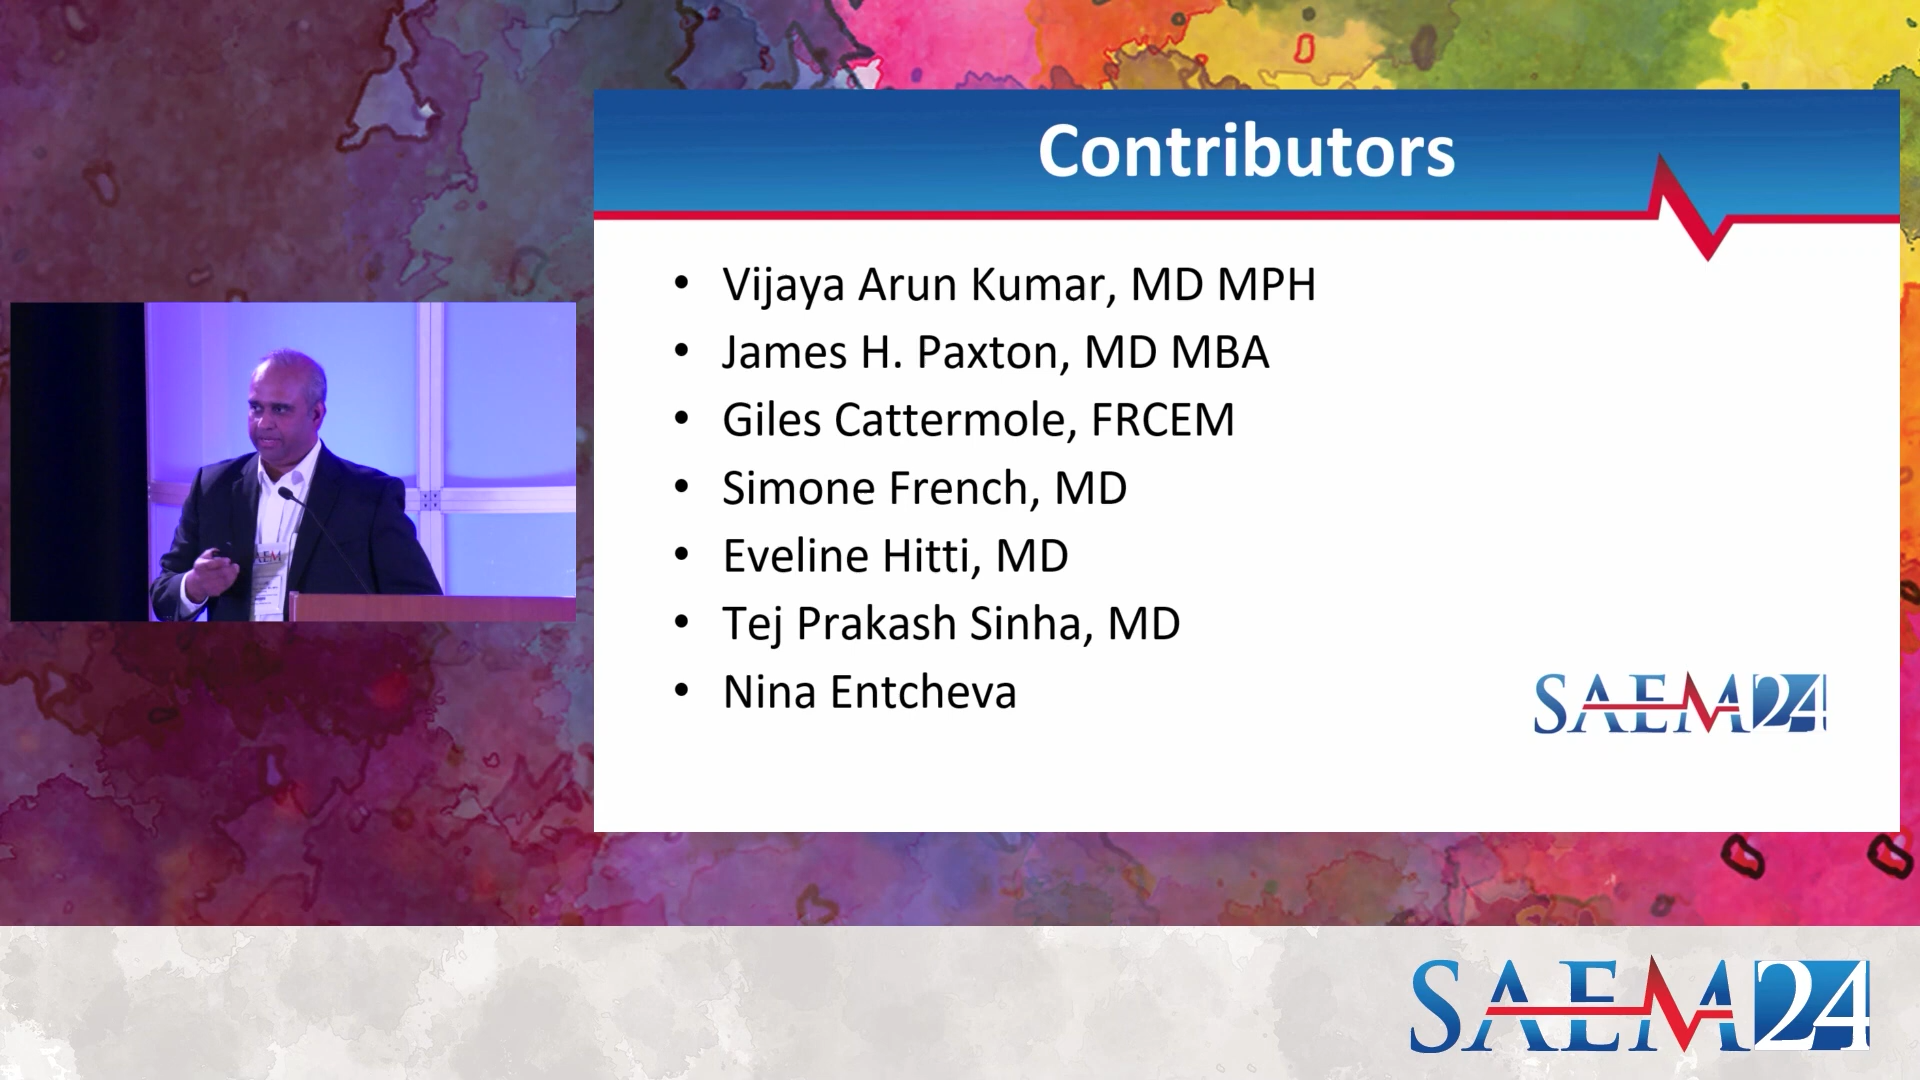 Contributors
• Vijaya Arun Kumar, MD MPH
• James H. Paxton, MD MBA
• Giles Cattermole, FRCEM
• Simone French, MD
• Eveline Hitti, MD
• Tej Prakash Sinha, MD
• Nina Entcheva
SAEM24
SAEM
SAEM24